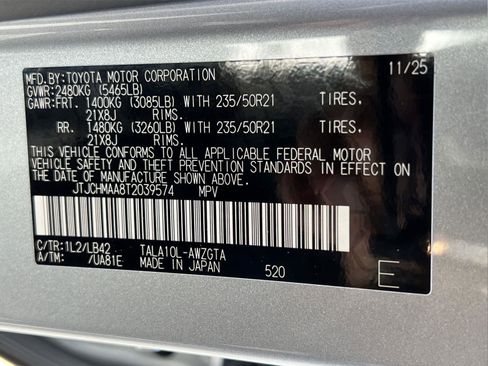 MFD.BY:TOYOTA MOTOR CORPORATION 11/25
GVWR:2480KG (5465LB)
GAWR:FRT. 1400KG (3085LB) WITH 235/50R21 TIRES,
21X8J RIMS,
RR. 1480KG (3260LB) WITH 235/50R21 TIRES,
21X8J RIMS,
THIS VEHICLE CONFORMS TO ALL APPLICABLE FEDERAL MOTOR
VEHICLE SAFETY AND THEFT PREVENTION STANDARDS IN EFFECT ON
THE DATE OF MANUFACTURE SHOWN ABOVE.
JTJCHMAA8T2039574 MPV
C/TR:1L2/LB42 TALA10L-AWZGTA
A/TM: /UA81E MADE IN JAPAN 520 E